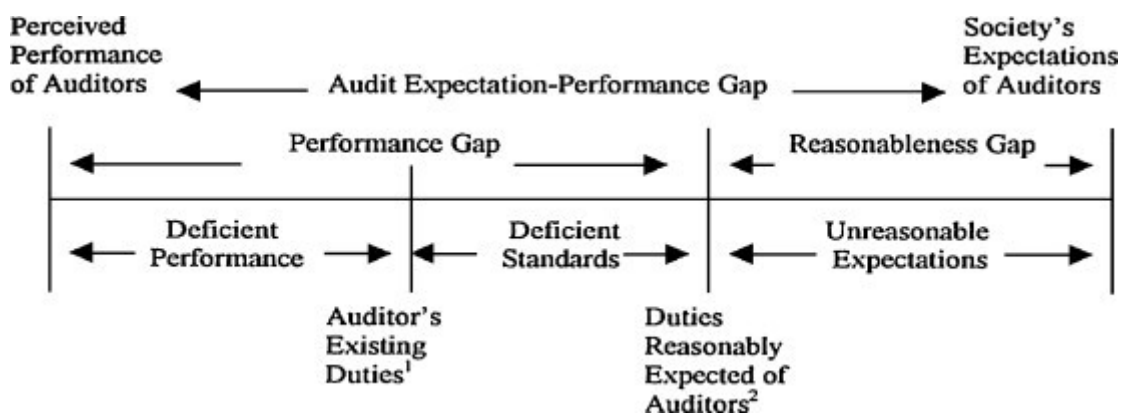 Perceived
Performance
of Auditors
Society's
Expectations
of Auditors
Audit Expectation-Performance Gap
Performance Gap
Reasonableness Gap
Deficient
Performance
Deficient
Standards
Unreasonable
Expectations
Auditor's
Existing
Duties¹
Duties
Reasonably
Expected of
Auditors²